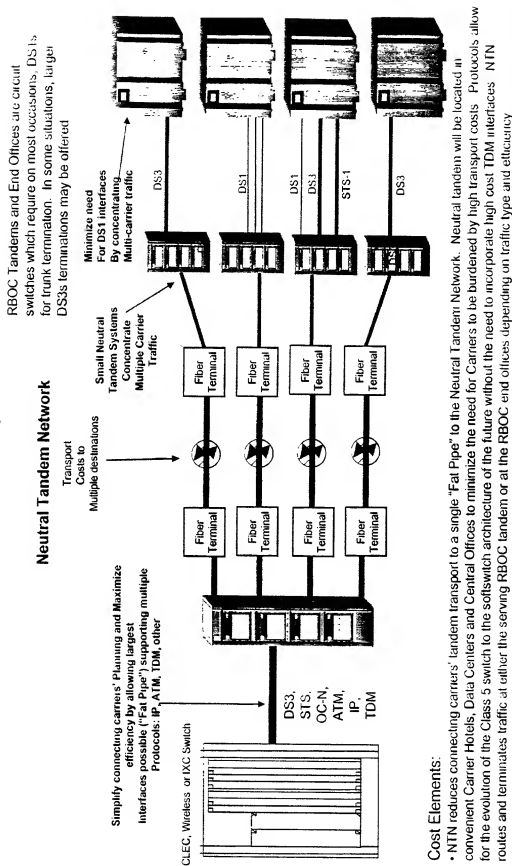 RBOC Tandems and End Offices are circuit
switches which require on most occasions, DS1s
for trunk termination. In some situations, larger
DS3s terminations may be offered
Neutral Tandem Network
Transport
Costs to
Multiple destinations
Small Neutral
Tandem Systems
Concentrate
Multiple Carrier
Traffic
Minimize need
For DS1 interfaces
By concentrating
Multi-carrier traffic
Simplify connecting carriers' Planning and Maximize
efficiency by allowing largest
Interfaces possible ("Fat Pipe") supporting multiple
Protocols: IP, ATM, TDM, other
CLEC, Wireless or IXC Switch
DS3,
STS,
OC-N,
ATM,
IP,
TDM
Fiber
Terminal
Fiber
Terminal
DS3
Fiber
Terminal
Fiber
Terminal
DS1
Fiber
Terminal
Fiber
Terminal
DS1
DS3
STS-1
Fiber
Terminal
Fiber
Terminal
DS3
Cost Elements:
• NTN reduces connecting carriers' tandem transport to a single "Fat Pipe" to the Neutral Tandem Network. Neutral tandem will be located in
convenient Carrier Hotels, Data Centers and Central Offices to minimize the need for Carriers to be burdened by high transport costs Protocols allow
for the evolution of the Class 5 switch to the softswitch architecture of the future without the need to incorporate high cost TDM interfaces NTN
routes and terminates traffic at either the serving RBOC tandem or at the RBOC end offices depending on traffic type and efficiency